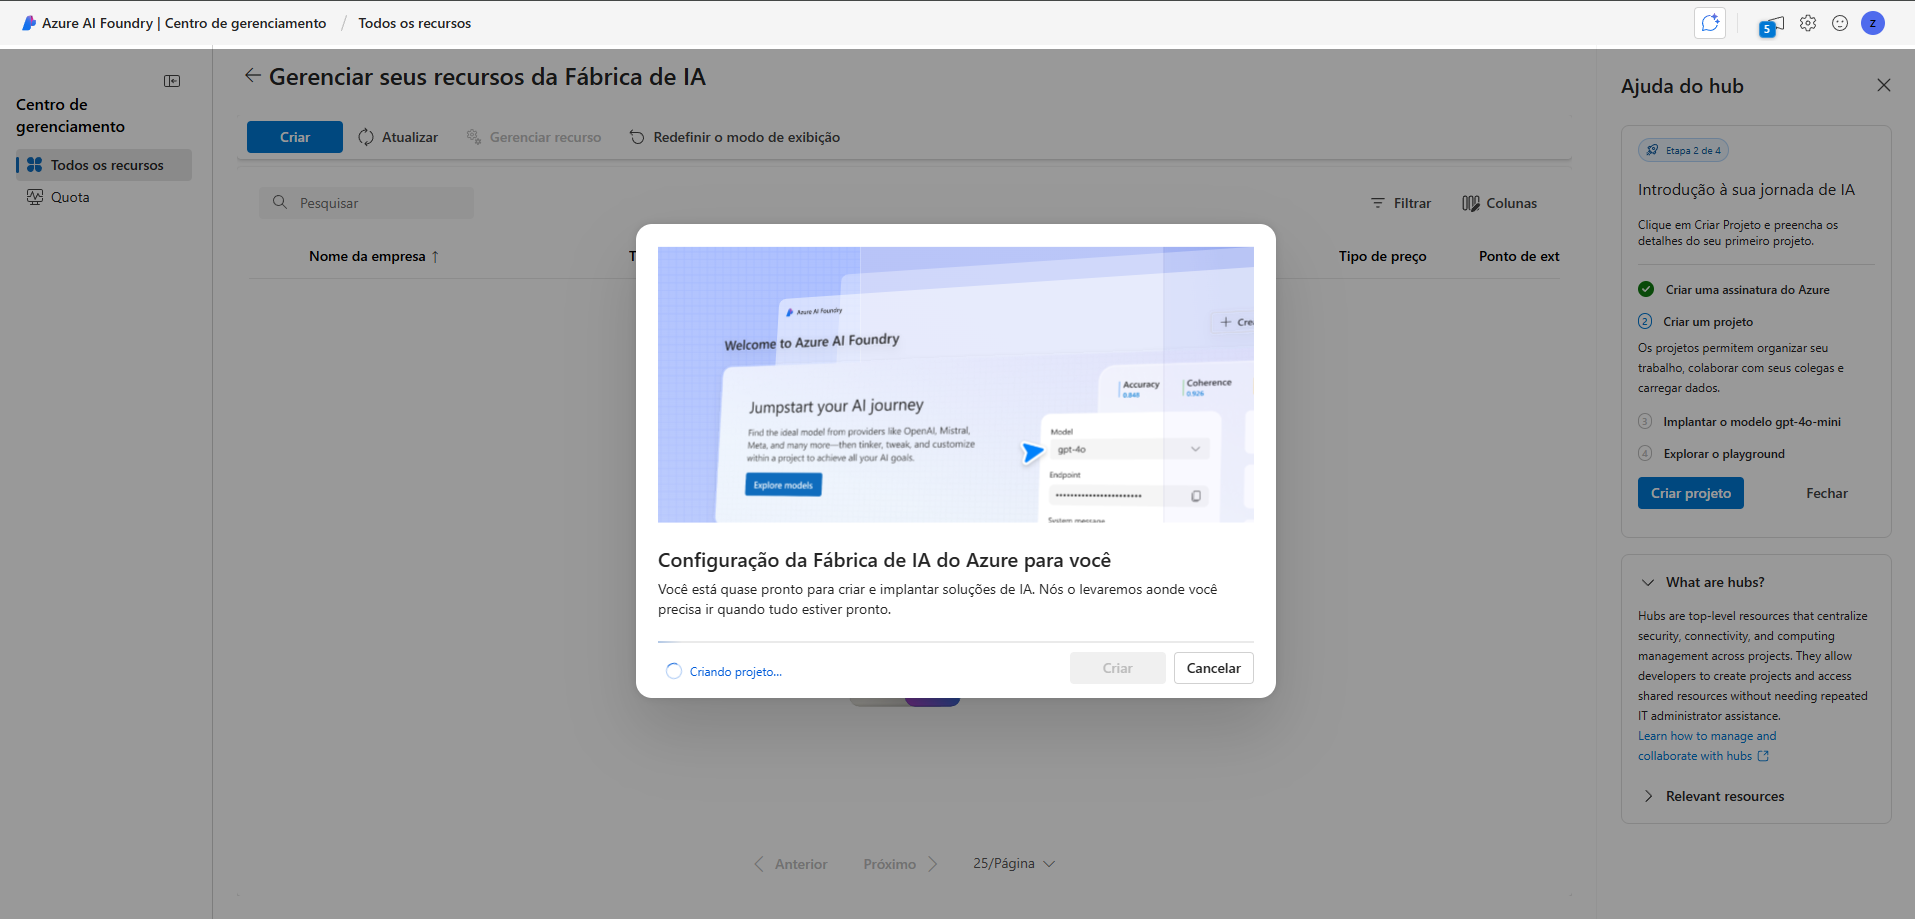 Azure AI Foundry | Centro de gerenciamento / Todos os recursos
5
Z
Centro de
gerenciamento
Todos os recursos
Quota
Gerenciar seus recursos da Fábrica de IA
Criar
Atualizar
Gerenciar recurso
Redefinir o modo de exibição
Pesquisar
Filtrar
Colunas
Nome da empresa ↑
T
Tipo de preço
Ponto de ext
Azure AI Foundry
Welcome to Azure AI Foundry
+ Crea
Jumpstart your AI journey
Find the ideal model from providers like OpenAI, Mistral,
Meta, and many more—then tinker, tweak, and customize
within a project to achieve all your AI goals.
Explore models
Accuracy
0.848
Coherence
0.926
Model
gpt-4o
Endpoint
System message
Configuração da Fábrica de IA do Azure para você
Você está quase pronto para criar e implantar soluções de IA. Nós o levaremos aonde você
precisa ir quando tudo estiver pronto.
Criando projeto...
Criar
Cancelar
Anterior
Próximo
25/Página
Ajuda do hub
Etapa 2 de 4
Introdução à sua jornada de IA
Clique em Criar Projeto e preencha os
detalhes do seu primeiro projeto.
Criar uma assinatura do Azure
2 Criar um projeto
Os projetos permitem organizar seu
trabalho, colaborar com seus colegas e
carregar dados.
3 Implantar o modelo gpt-4o-mini
4 Explorar o playground
Criar projeto
Fechar
What are hubs?
Hubs are top-level resources that centralize
security, connectivity, and computing
management across projects. They allow
developers to create projects and access
shared resources without needing repeated
IT administrator assistance.
Learn how to manage and
collaborate with hubs
Relevant resources